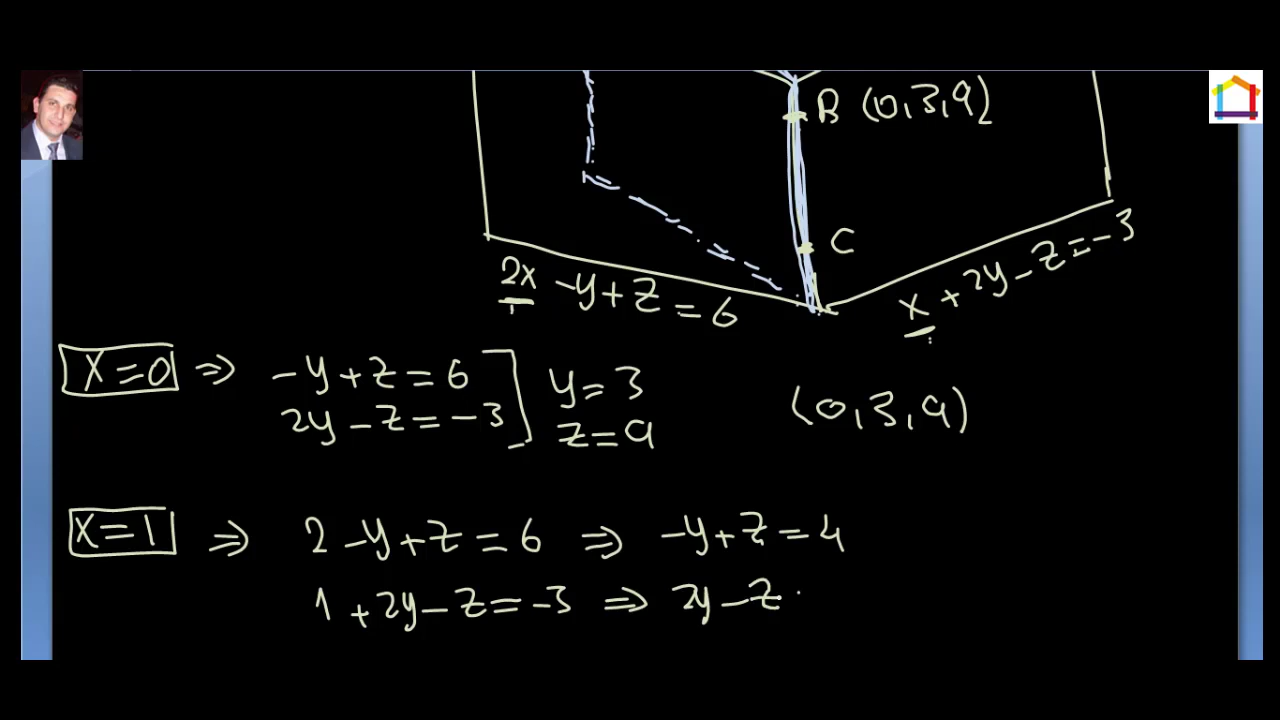 B (0,3,9)
C
2x -y+z=6
x+2y-z=-3
x=0 ⇒ -y+z=6
2y-z=-3
y=3
z=9
(0,3,9)
x=1 ⇒ 2-y+z=6 ⇒ -y+z=4
1+2y-z=-3 ⇒ 2y-z